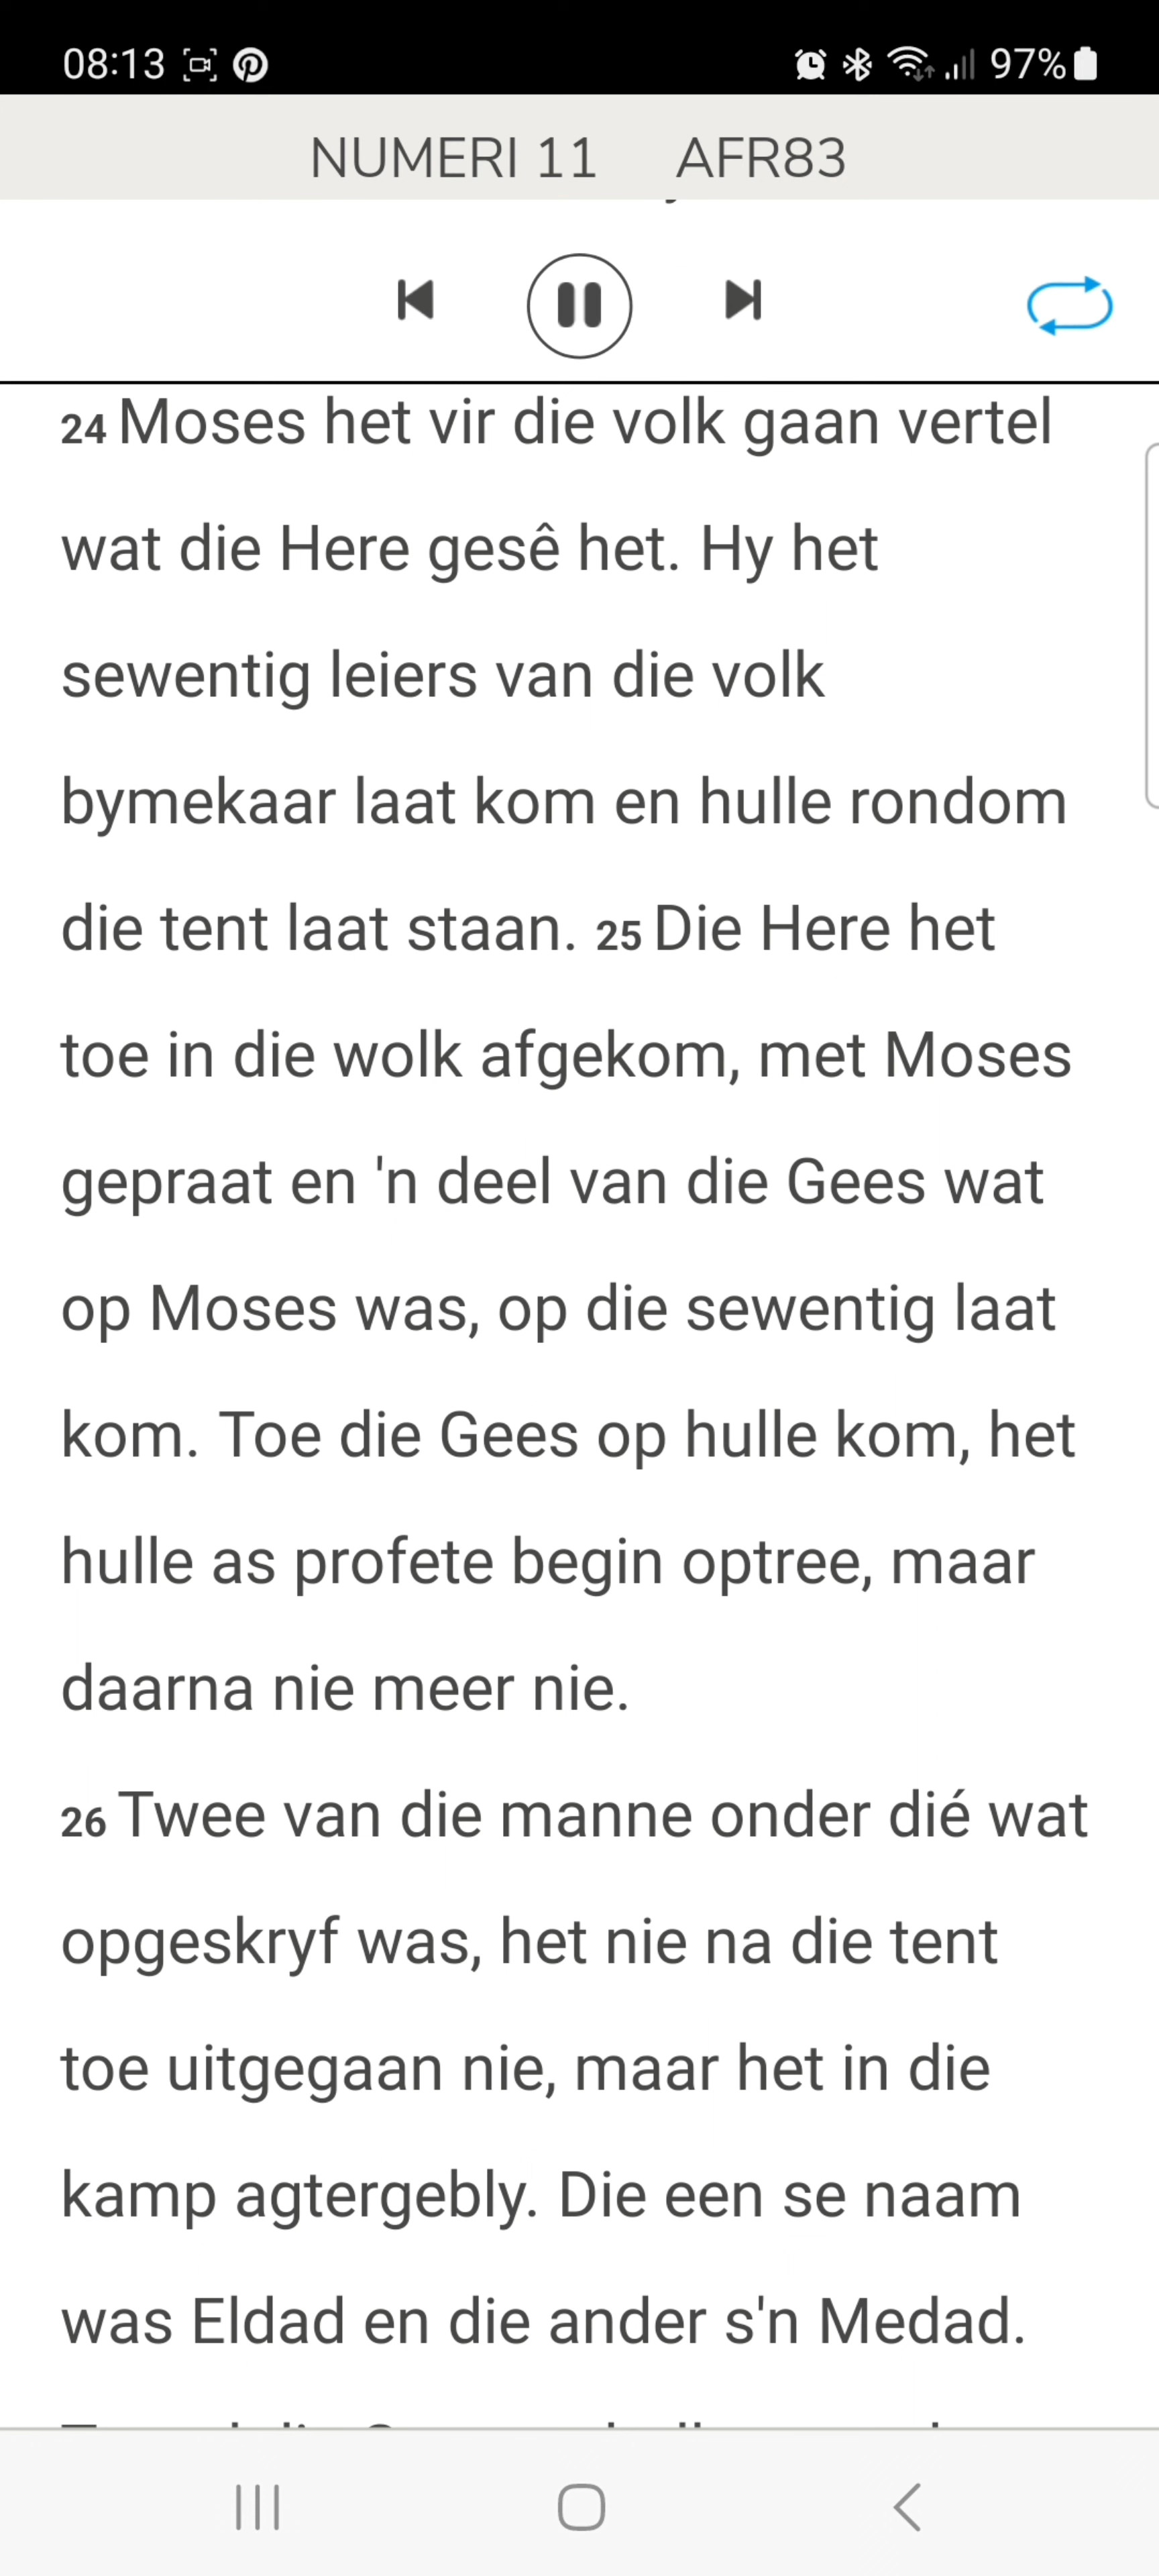 08:13 97%
NUMERI 11 AFR83
24 Moses het vir die volk gaan vertel
wat die Here gesê het. Hy het
sewentig leiers van die volk
bymekaar laat kom en hulle rondom
die tent laat staan. 25 Die Here het
toe in die wolk afgekom, met Moses
gepraat en 'n deel van die Gees wat
op Moses was, op die sewentig laat
kom. Toe die Gees op hulle kom, het
hulle as profete begin optree, maar
daarna nie meer nie.
26 Twee van die manne onder dié wat
opgeskryf was, het nie na die tent
toe uitgegaan nie, maar het in die
kamp agtergebly. Die een se naam
was Eldad en die ander s'n Medad.